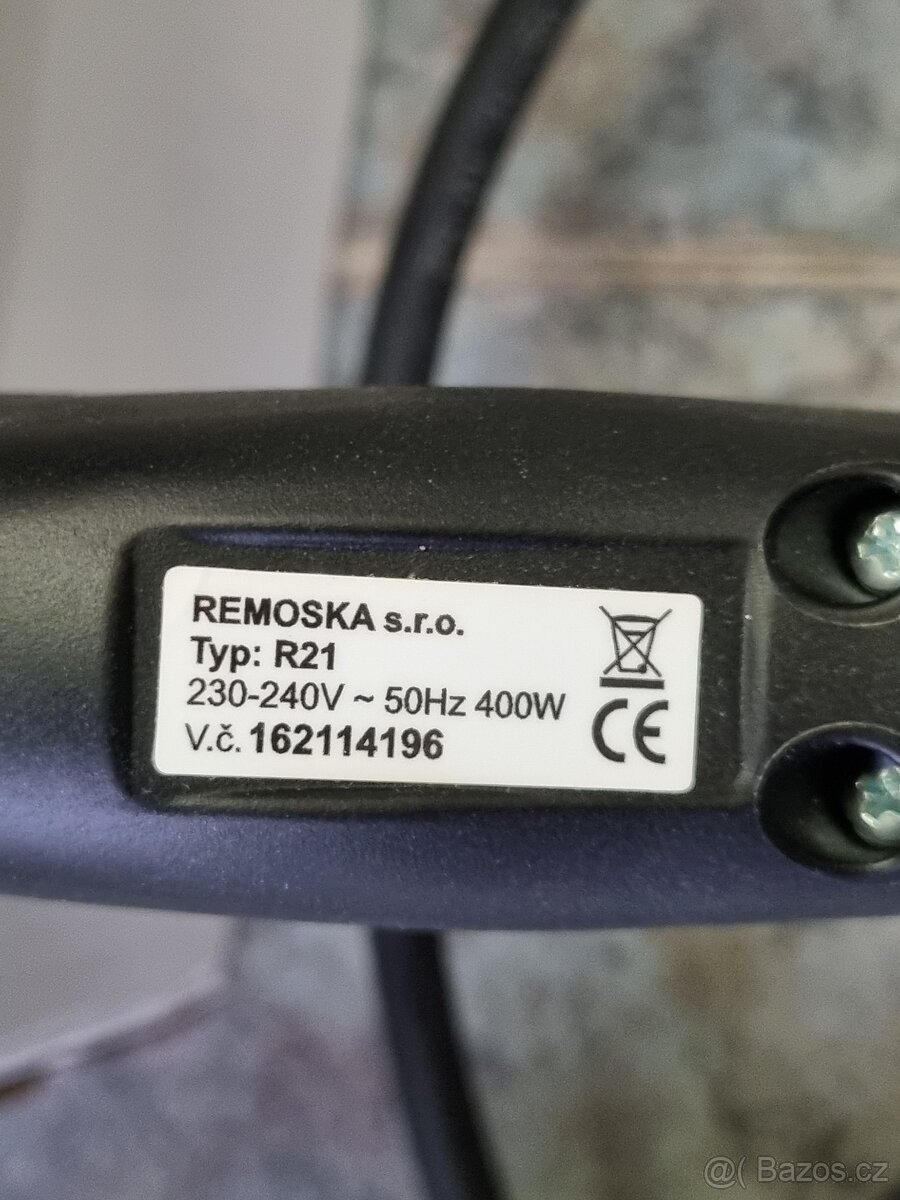 REMOSKA s.r.o.
Typ: R21
230-240V ~ 50Hz 400W
V.č. 162114196
CE
@( Bazos.cz